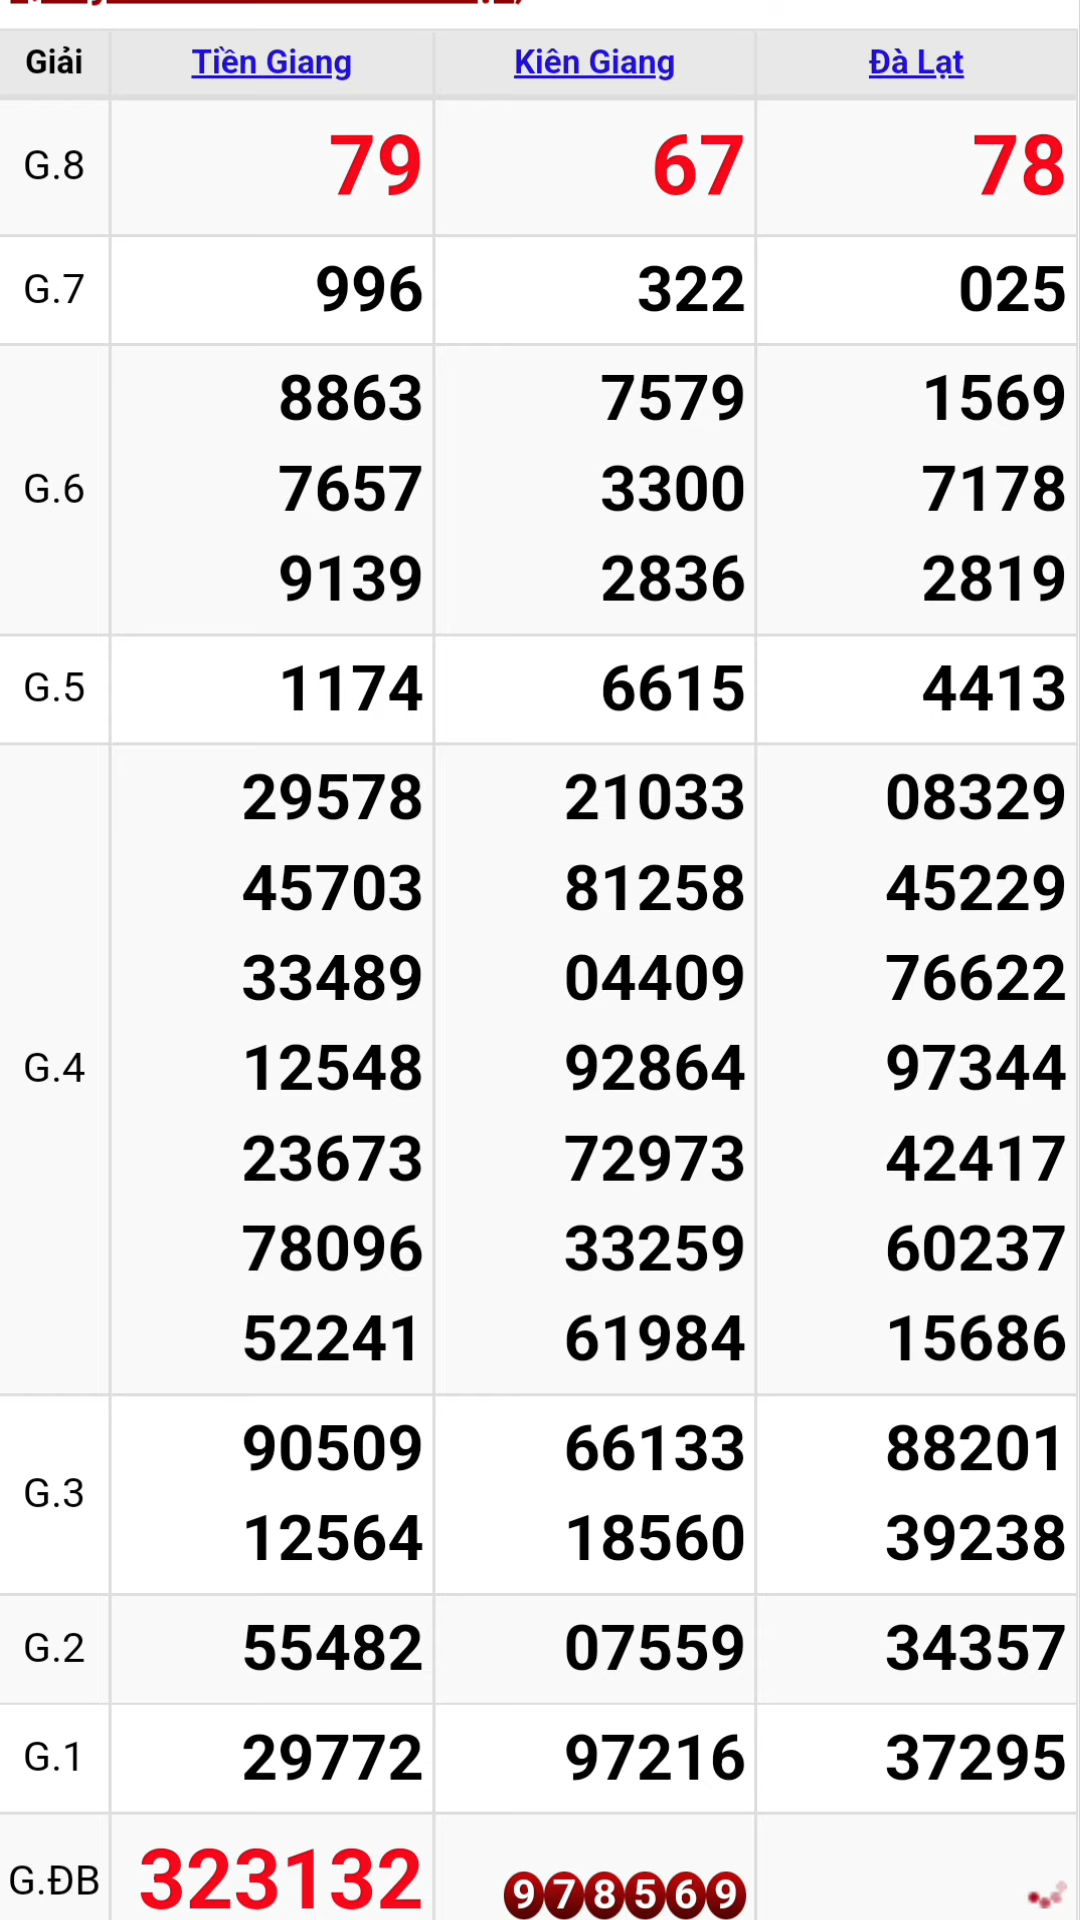 Giải Tiền Giang Kiên Giang Đà Lạt
G.8 79 67 78
G.7 996 322 025
8863 7579 1569
G.6 7657 3300 7178
9139 2836 2819
G.5 1174 6615 4413
29578 21033 08329
45703 81258 45229
33489 04409 76622
G.4 12548 92864 97344
23673 72973 42417
78096 33259 60237
52241 61984 15686
G.3
90509 66133 88201
12564 18560 39238
G.2 55482 07559 34357
G.1 29772 97216 37295
G.ĐB 323132 978569